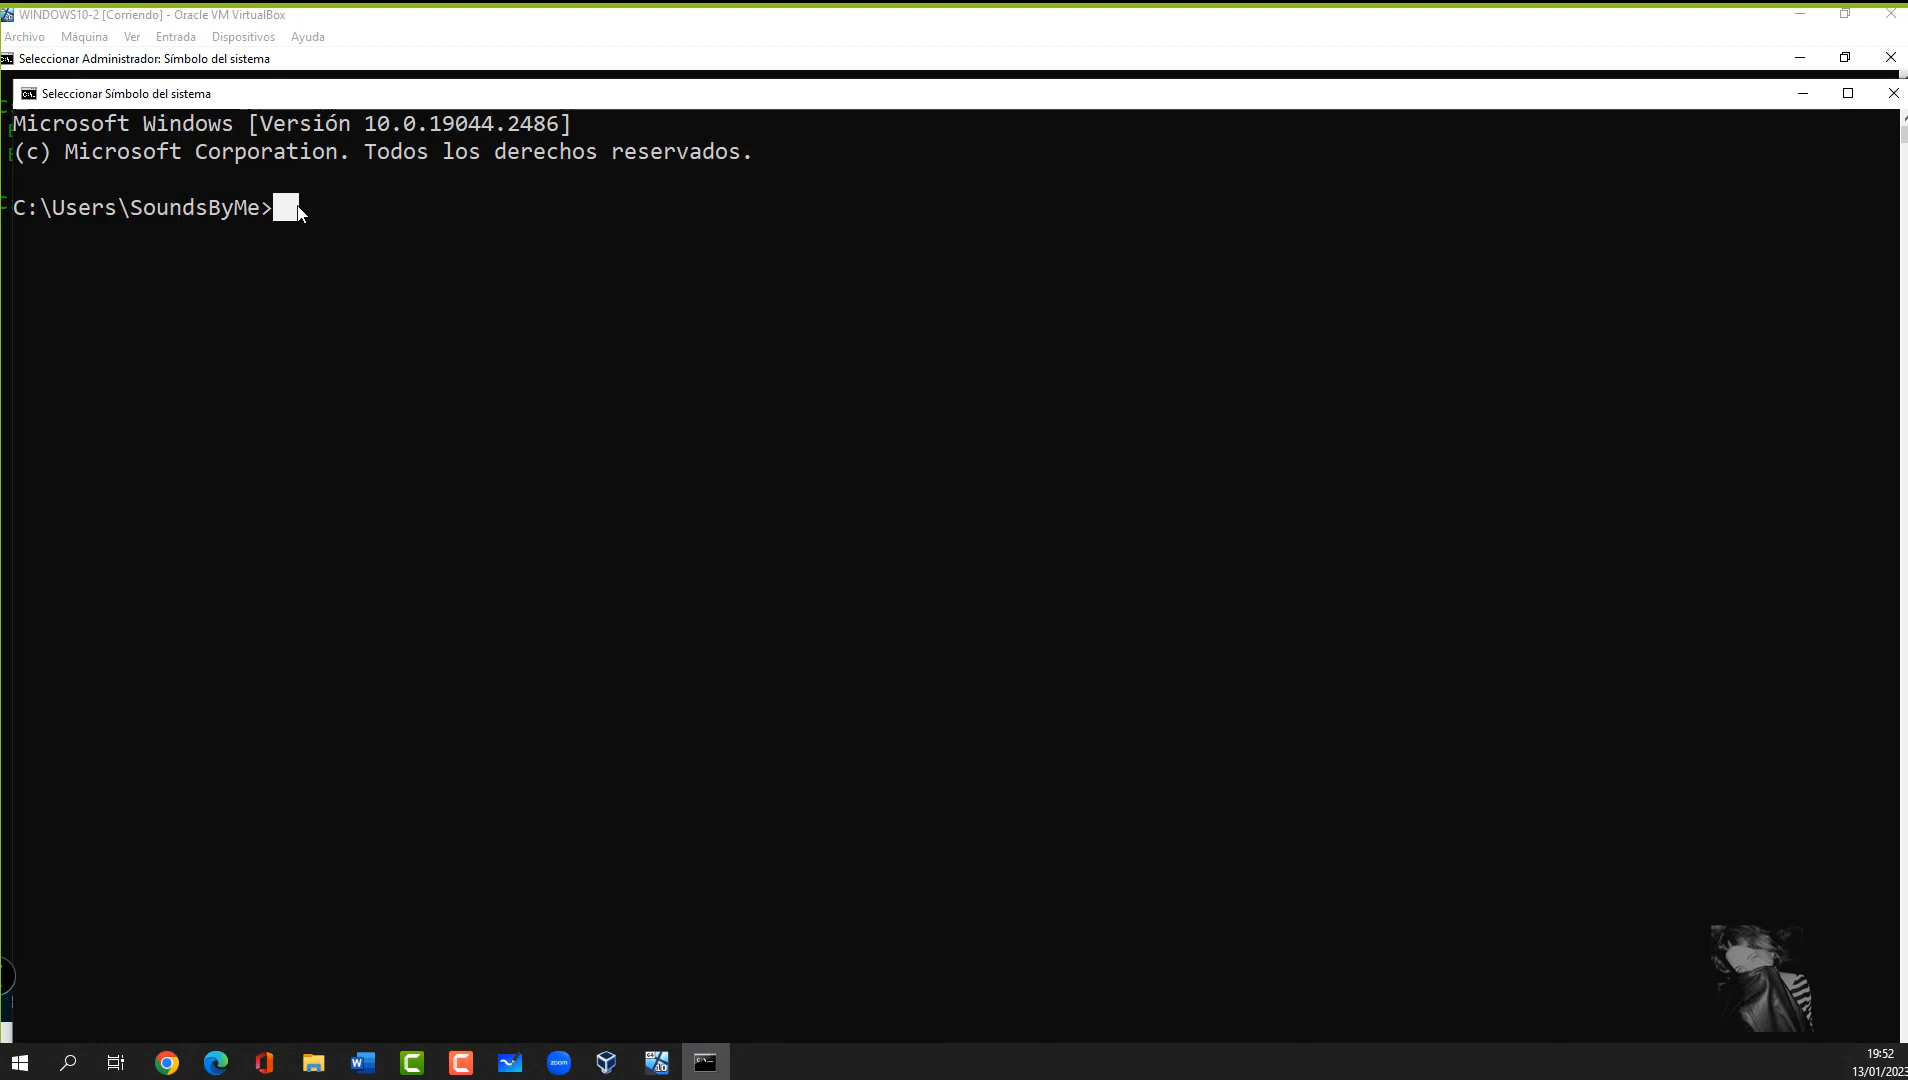 WINDOWS10-2 [Corriendo] - Oracle VM VirtualBox
Archivo Máquina Ver Entrada Dispositivos Ayuda
Seleccionar Administrador: Símbolo del sistema
Seleccionar Símbolo del sistema
Microsoft Windows [Versión 10.0.19044.2486]
(c) Microsoft Corporation. Todos los derechos reservados.
C:\Users\SoundsByMe>
zoom
19:52
13/01/2023